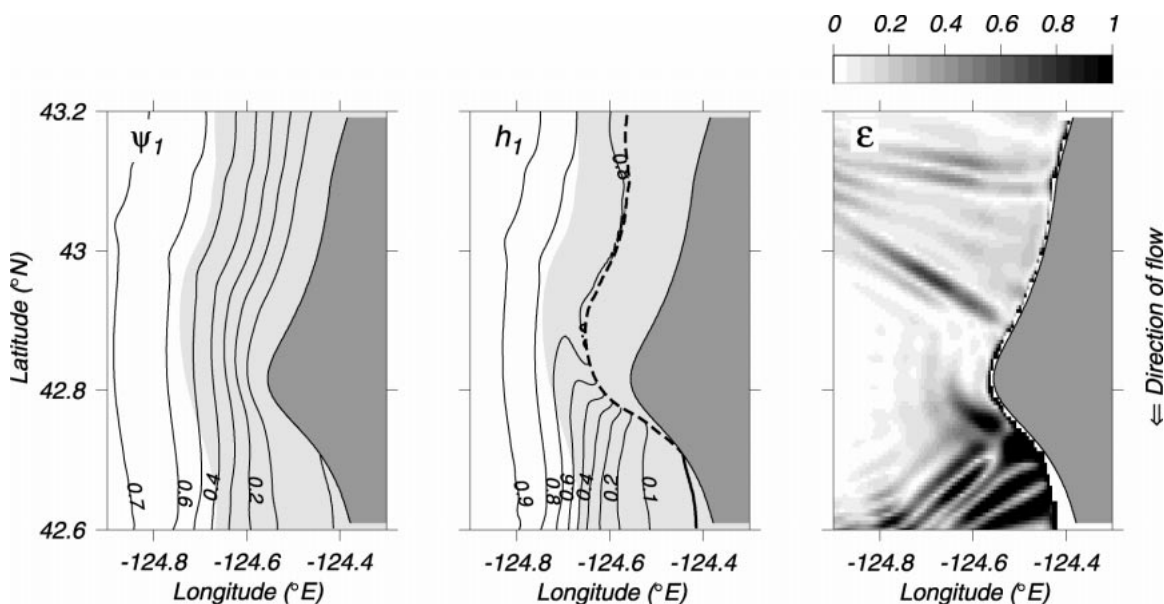 0 0.2 0.4 0.6 0.8 1
43.2
43
42.8
42.6
Latitude (°N)
ψ1
0.7
0.6
0.4
0.2
-124.8 -124.6 -124.4
Longitude (°E)
h1
0.8
0.9
0.8
0.6
0.4
0.2
0.1
-124.8 -124.6 -124.4
Longitude (°E)
ε
-124.8 -124.6 -124.4
Longitude (°E)
⇐ Direction of flow